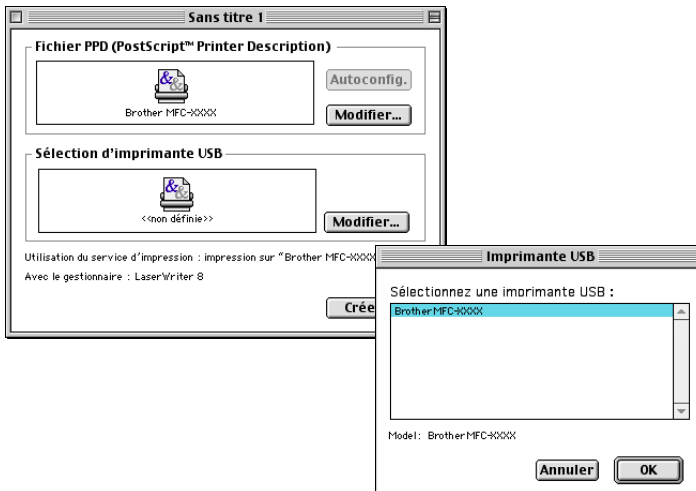 Sans titre 1
Fichier PPD (PostScript™ Printer Description)
Brother MFC-XXXX
Autoconfig.
Modifier...
Sélection d'imprimante USB
<<non définie>>
Modifier...
Utilisation du service d'impression : impression sur "Brother MFC-XXXX
Avec le gestionnaire : LaserWriter 8
Crée
Imprimante USB
Sélectionnez une imprimante USB :
Brother MFC-XXXX
Model: Brother MFC-XXXX
Annuler
OK